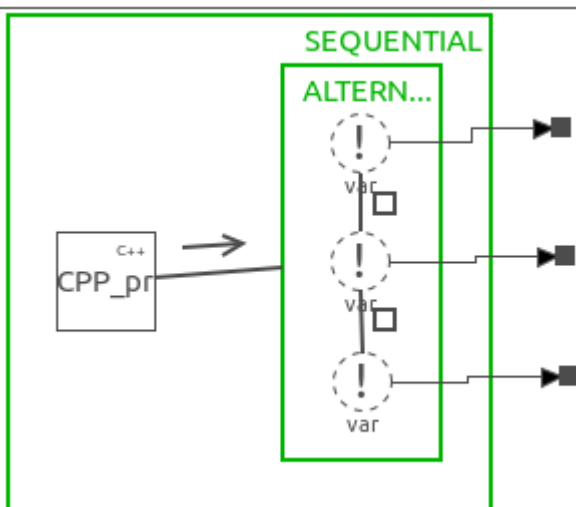 SEQUENTIAL
ALTERN...
!
var
C++
CPP_pr
!
var
!
var